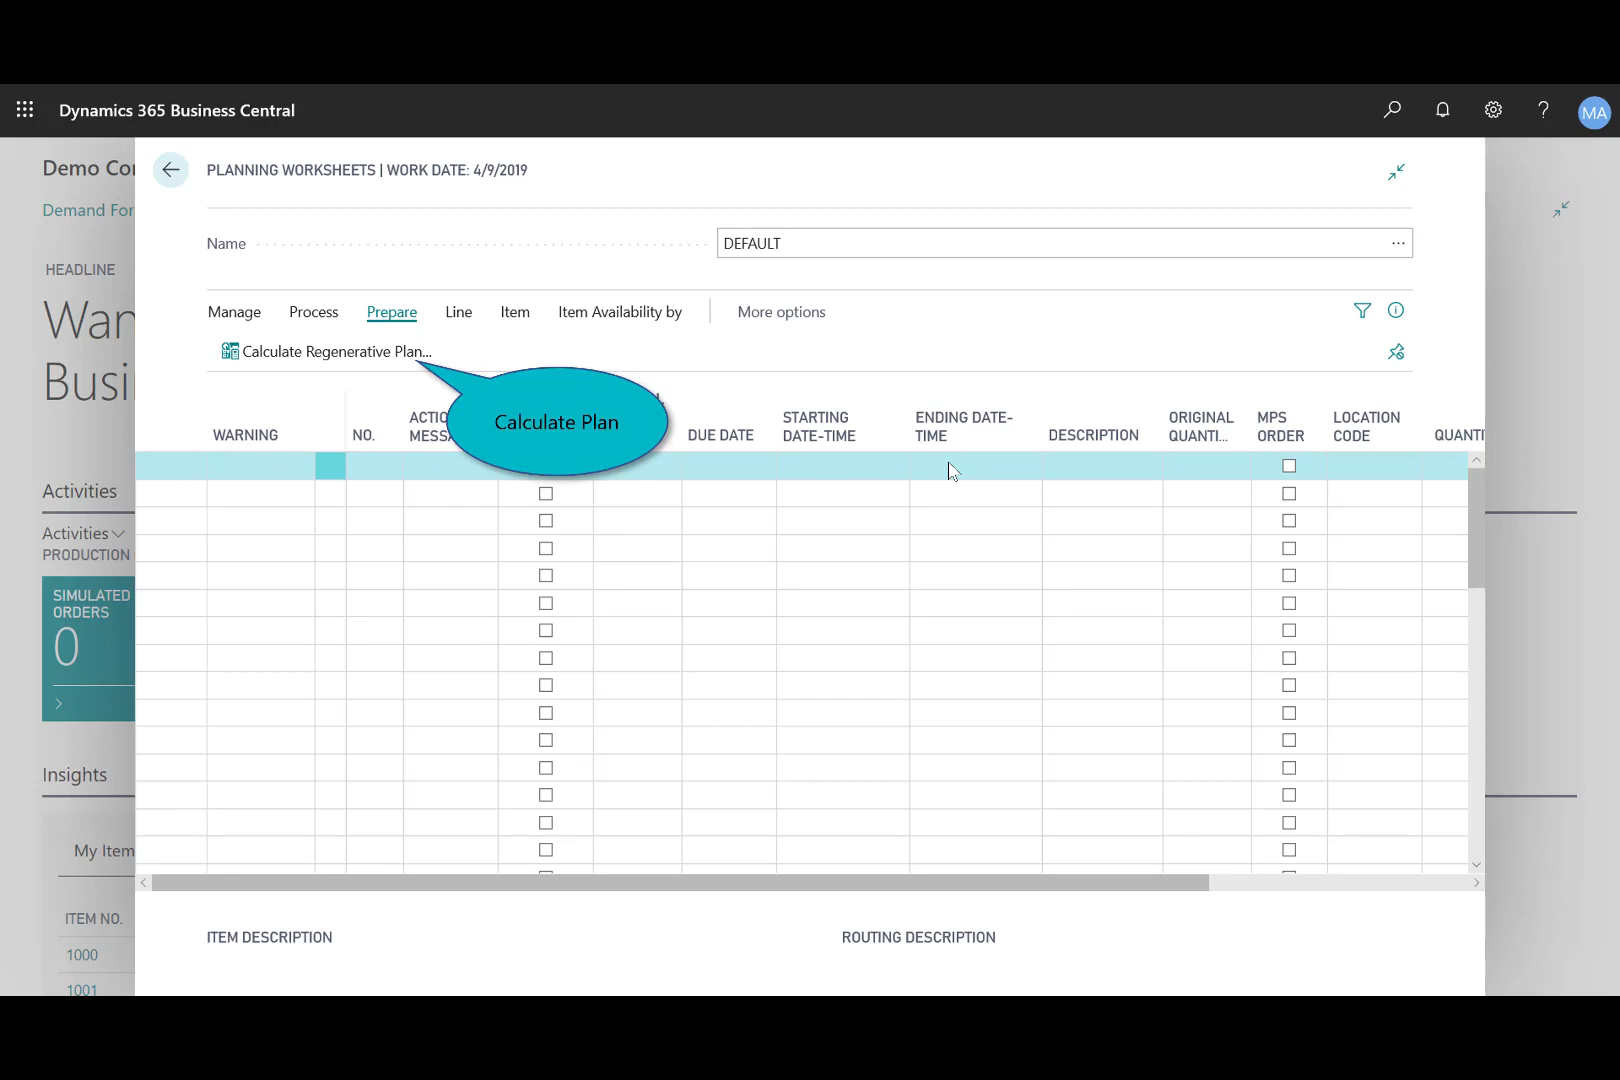 Dynamics 365 Business Central
?
MA
Demo Co
Demand For
HEADLINE
Wan
Busi
Activities
Activities
PRODUCTION
SIMULATED
ORDERS
0
Insights
My Item
ITEM NO.
1000
1001
PLANNING WORKSHEETS | WORK DATE: 4/9/2019
Name
DEFAULT
Manage Process Prepare Line Item Item Availability by More options
Calculate Regenerative Plan...
Calculate Plan
WARNING
NO.
ACTIO
MESSA
DUE DATE
STARTING
DATE-TIME
ENDING DATE-
TIME
DESCRIPTION
ORIGINAL
QUANTI...
MPS
ORDER
LOCATION
CODE
QUANTI
ITEM DESCRIPTION
ROUTING DESCRIPTION